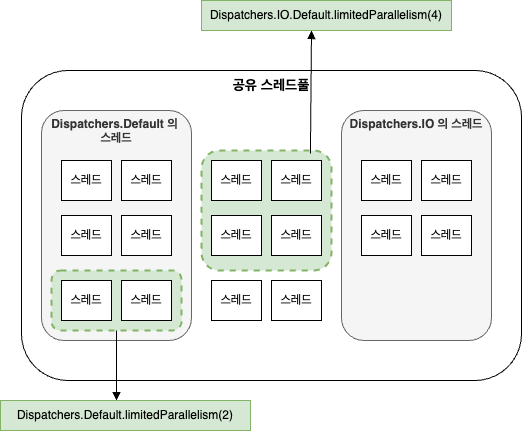 Dispatchers.IO.Default.limitedParallelism(4)
공유 스레드풀
Dispatchers.Default 의
스레드
Dispatchers.IO 의 스레드
스레드 스레드 스레드 스레드 스레드 스레드
스레드 스레드 스레드 스레드 스레드 스레드
스레드 스레드 스레드 스레드
Dispatchers.Default.limitedParallelism(2)